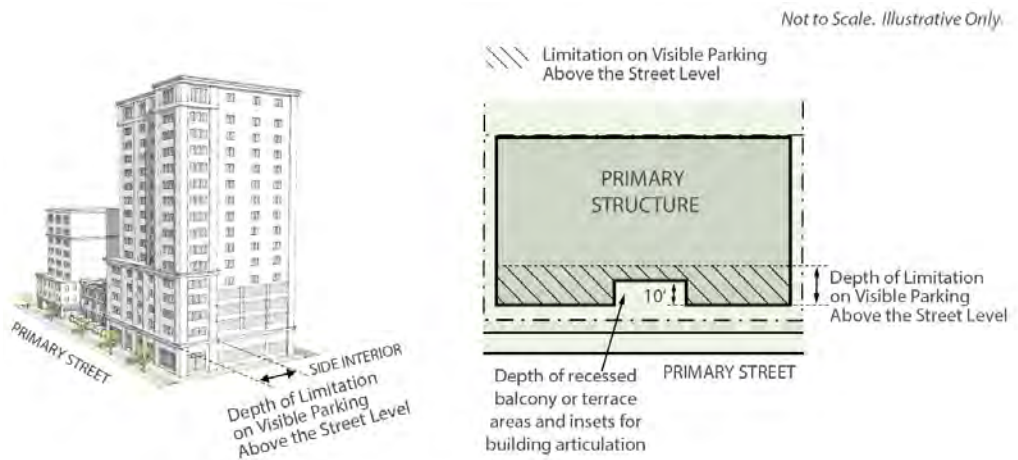 Not to Scale. Illustrative Only.
Limitation on Visible Parking
Above the Street Level
PRIMARY
STRUCTURE
10'
Depth of Limitation
on Visible Parking
Above the Street Level
PRIMARY STREET
Depth of recessed
balcony or terrace
areas and insets for
building articulation
PRIMARY STREET
SIDE INTERIOR
Depth of Limitation
on Visible Parking
Above the Street Level